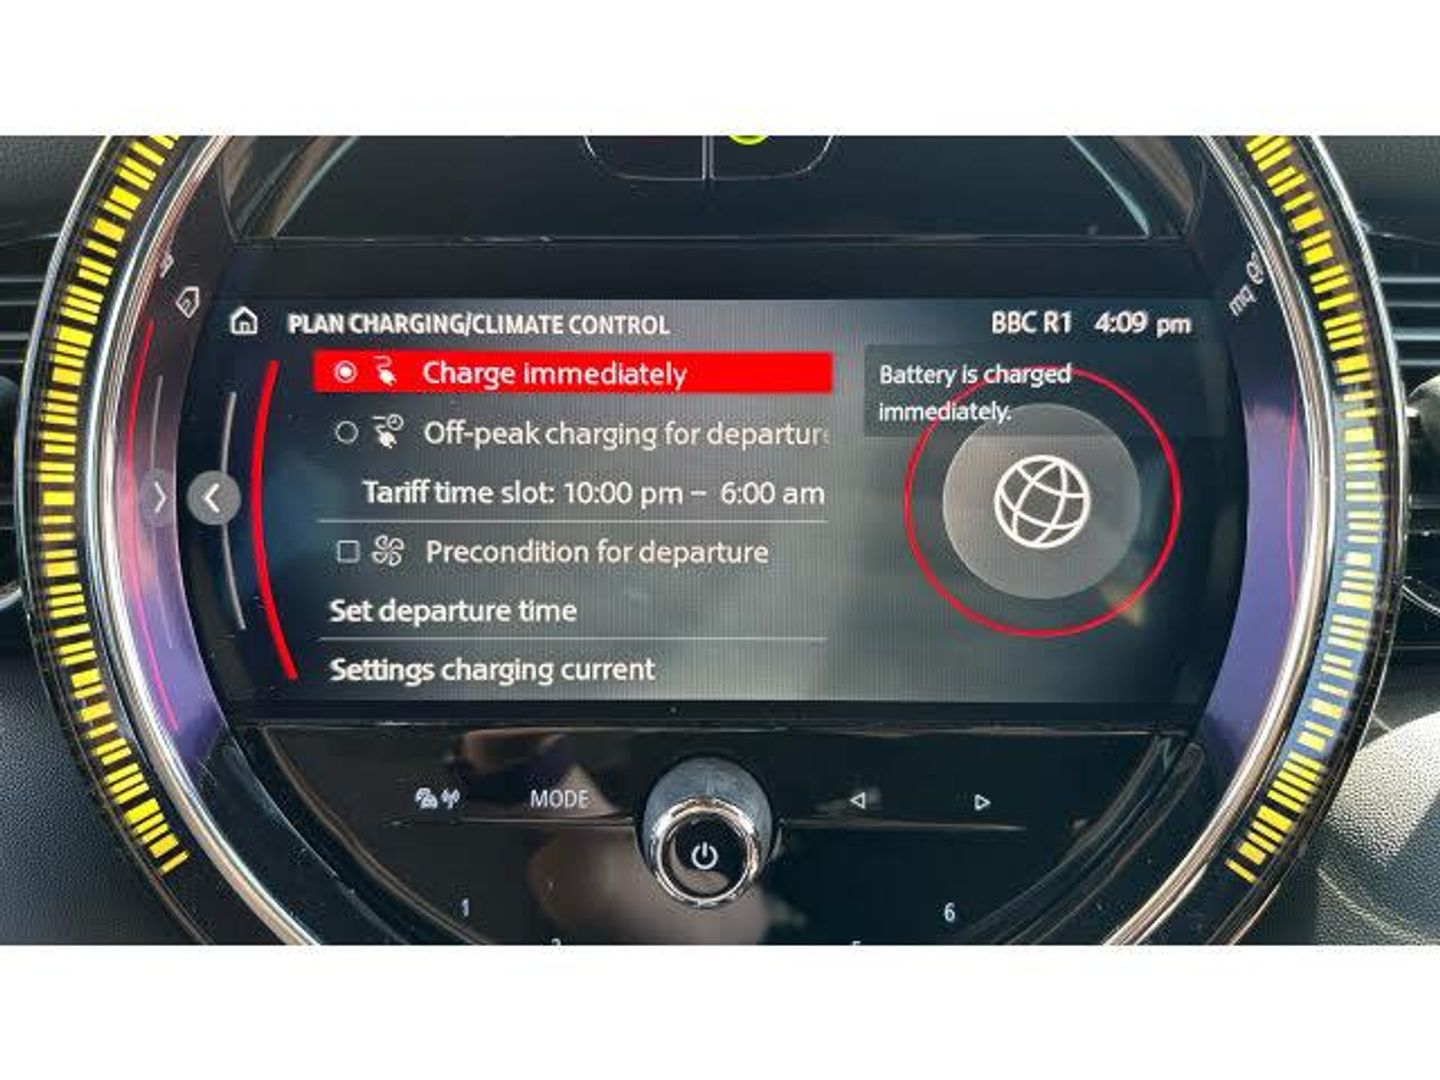 PLAN CHARGING/CLIMATE CONTROL BBC R1 4:09 pm
Charge immediately
Battery is charged
immediately.
Off-peak charging for departure
Tariff time slot: 10:00 pm – 6:00 am
Precondition for departure
Set departure time
Settings charging current
MODE
1
6